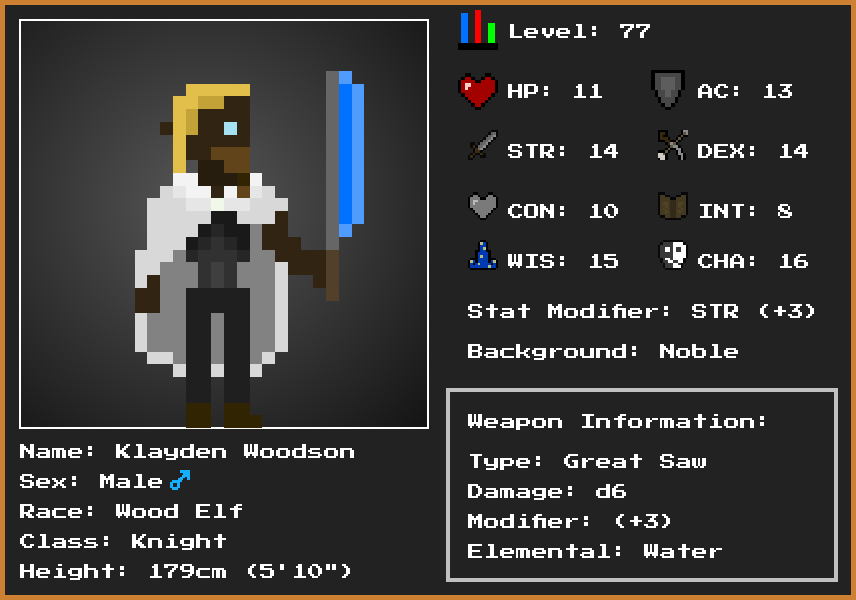 Level: 77
HP: 11 AC: 13
STR: 14 DEX: 14
CON: 10 INT: 8
WIS: 15 CHA: 16
Stat Modifier: STR (+3)
Background: Noble
Weapon Information:
Type: Great Saw
Damage: d6
Modifier: (+3)
Elemental: Water
Name: Klayden Woodson
Sex: Male♂
Race: Wood Elf
Class: Knight
Height: 179cm (5'10")